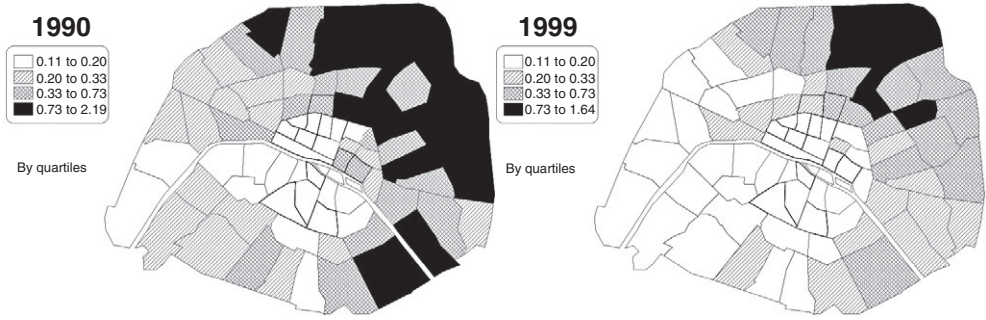 1990
0.11 to 0.20
0.20 to 0.33
0.33 to 0.73
0.73 to 2.19
By quartiles
1999
0.11 to 0.20
0.20 to 0.33
0.33 to 0.73
0.73 to 1.64
By quartiles